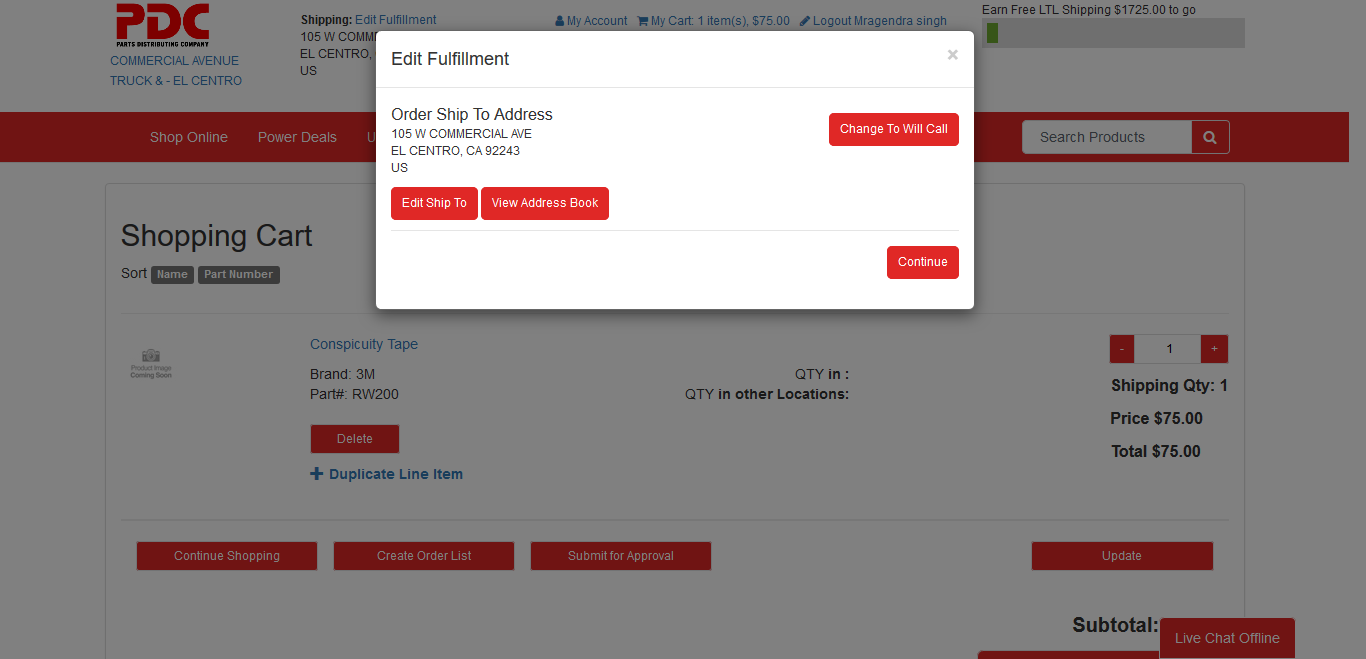 PDC
PARTS DISTRIBUTING COMPANY
COMMERCIAL AVENUE
TRUCK & - EL CENTRO
Shipping: Edit Fulfillment
105 W COMM
EL CENTRO,
US
My Account My Cart: 1 item(s), $75.00 Logout Mragendra singh
Earn Free LTL Shipping $1725.00 to go
Edit Fulfillment
×
Order Ship To Address
105 W COMMERCIAL AVE
EL CENTRO, CA 92243
US
Change To Will Call
Edit Ship To View Address Book
Continue
Shop Online Power Deals U
Search Products
Shopping Cart
Sort Name Part Number
Product Image
Coming Soon
Conspicuity Tape
Brand: 3M
Part#: RW200
QTY in :
QTY in other Locations:
- 1 +
Shipping Qty: 1
Price $75.00
Total $75.00
Delete
Duplicate Line Item
Continue Shopping Create Order List Submit for Approval Update
Subtotal:
Live Chat Offline